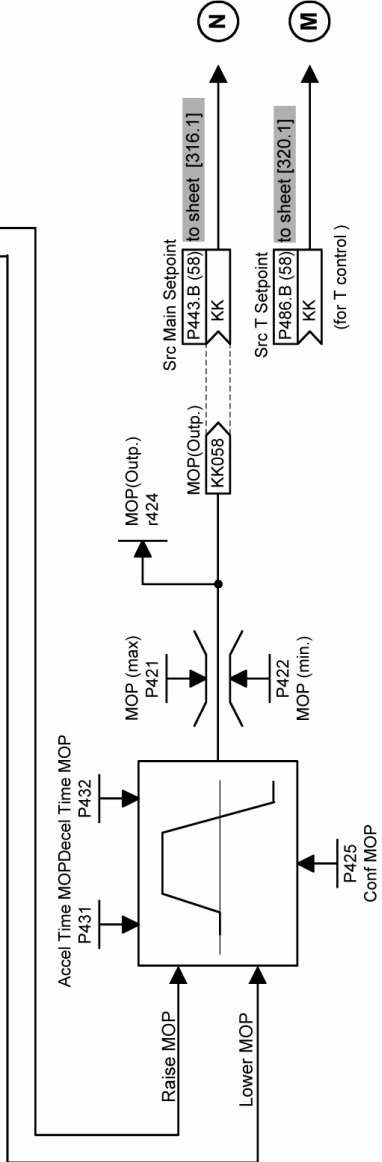 Raise MOP
Lower MOP
Accel Time MOPDecel Time MOP
P431
P432
P425
Conf MOP
MOP (max)
P421
P422
MOP (min.)
MOP(Outp.)
r424
MOP(Outp.)
KK058
Src Main Setpoint
P443.B (58) to sheet [316.1]
KK
N
Src T Setpoint
P486.B (58) to sheet [320.1]
KK
(for T control )
M